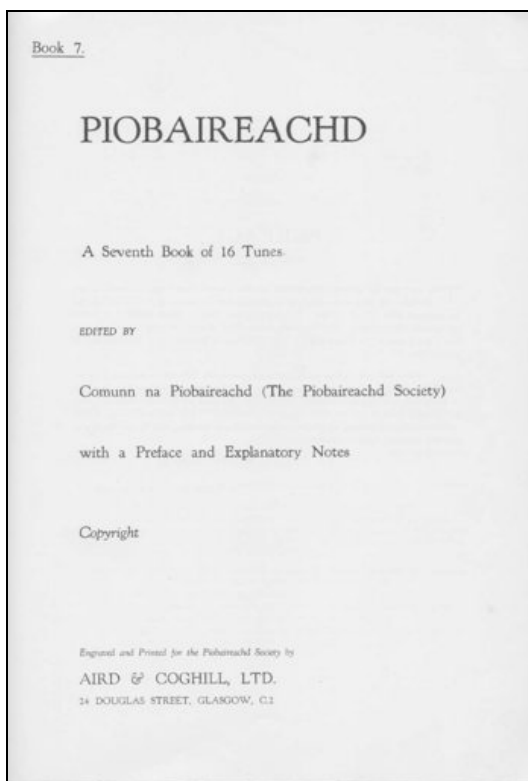 Book 7.
PIOBAIREACHD
A Seventh Book of 16 Tunes
EDITED BY
Comunn na Piobaireachd (The Piobaireachd Society)
with a Preface and Explanatory Notes
Copyright
Engraved and Printed for the Piobaireachd Society by
AIRD & COGHILL, LTD.
24 DOUGLAS STREET, GLASGOW, C.2